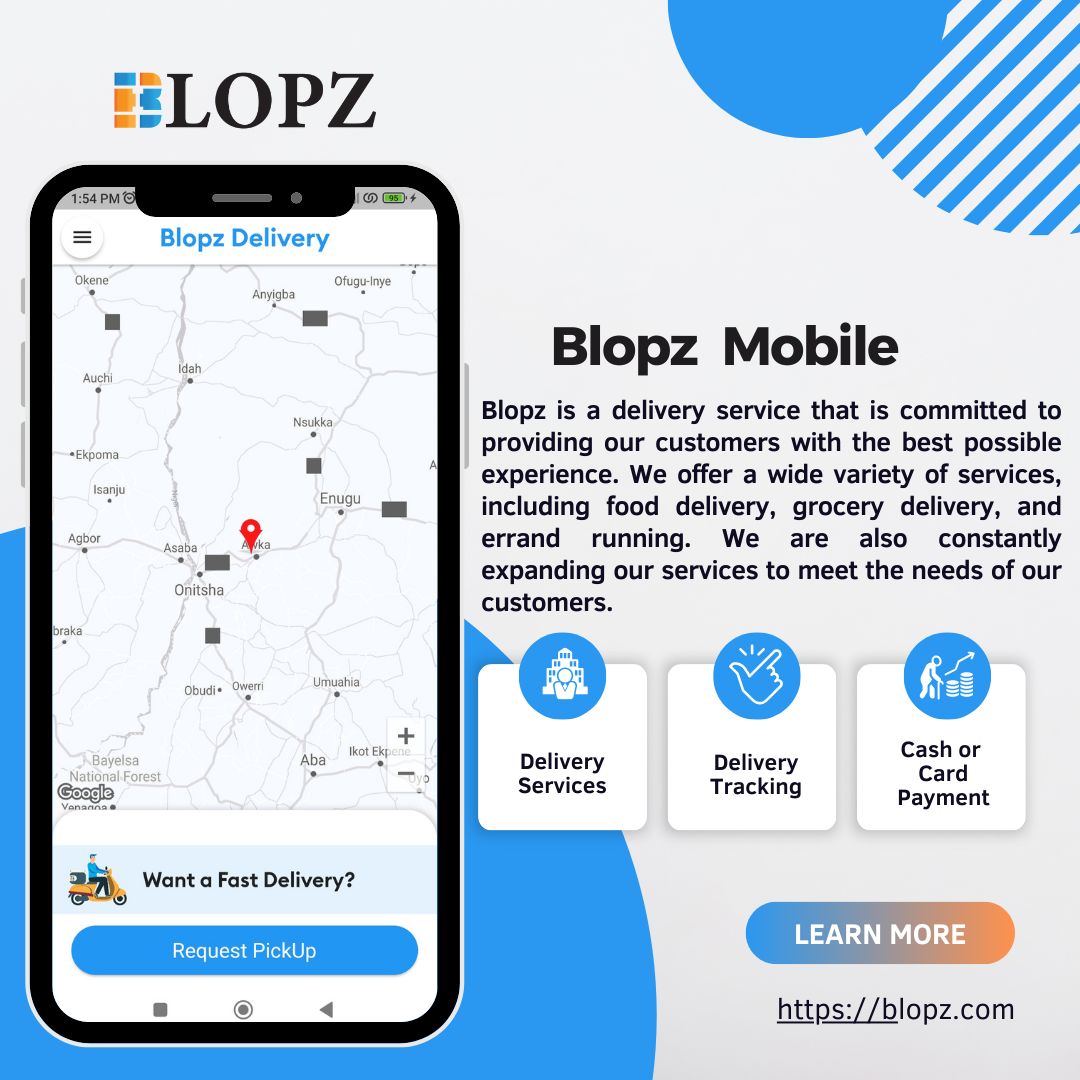 BLOPZ
1:54 PM
95
Blopz Delivery
Okene
Ofugu-Inye
Anyigba
Idah
Auchi
Nsukka
Ekpoma
Isanju
Enugu
Agbor
Asaba
Awka
Onitsha
braka
Obudi
Owerri
Umuahia
Aba
Ikot Ekpene
Bayelsa
National Forest
Oyo
Google
Yenagoa
Niger
+
−
Want a Fast Delivery?
Request PickUp
Blopz Mobile
Blopz is a delivery service that is committed to
providing our customers with the best possible
experience. We offer a wide variety of services,
including food delivery, grocery delivery, and
errand running. We are also constantly
expanding our services to meet the needs of our
customers.
Delivery
Services
Delivery
Tracking
Cash or
Card
Payment
LEARN MORE
https://blopz.com